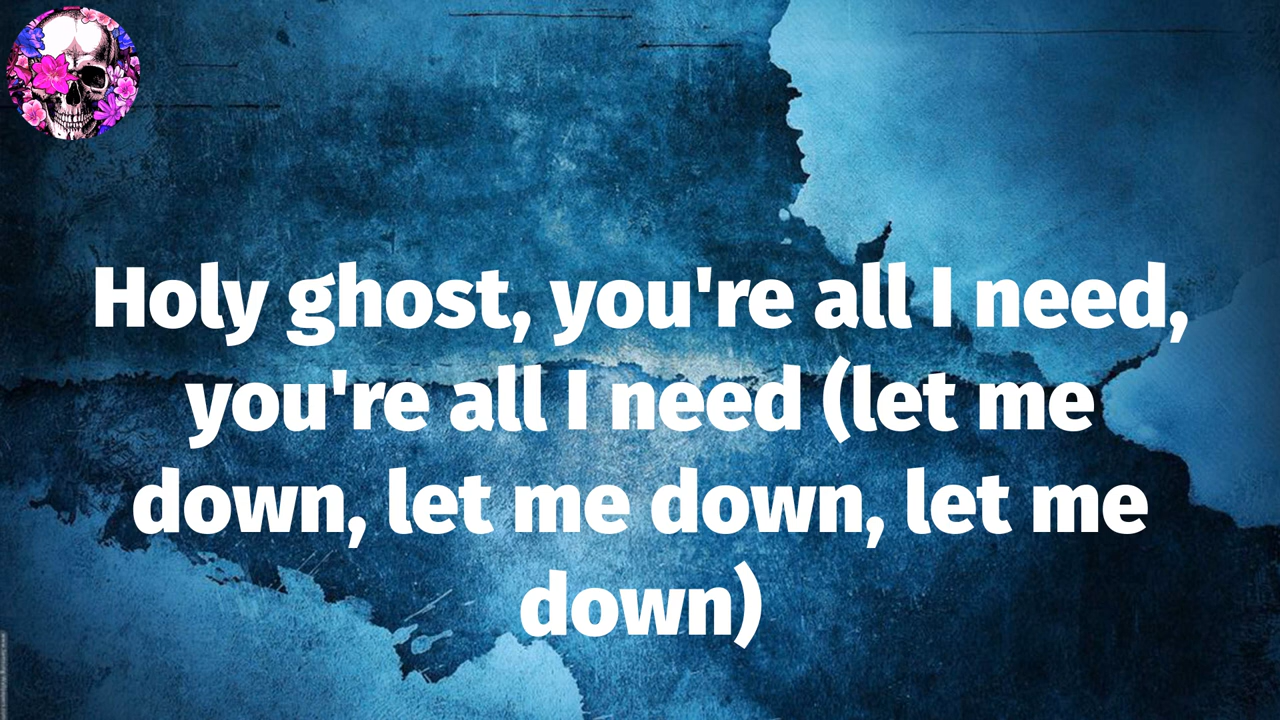 Holy ghost, you're all I need,
you're all I need (let me
down, let me down, let me
down)